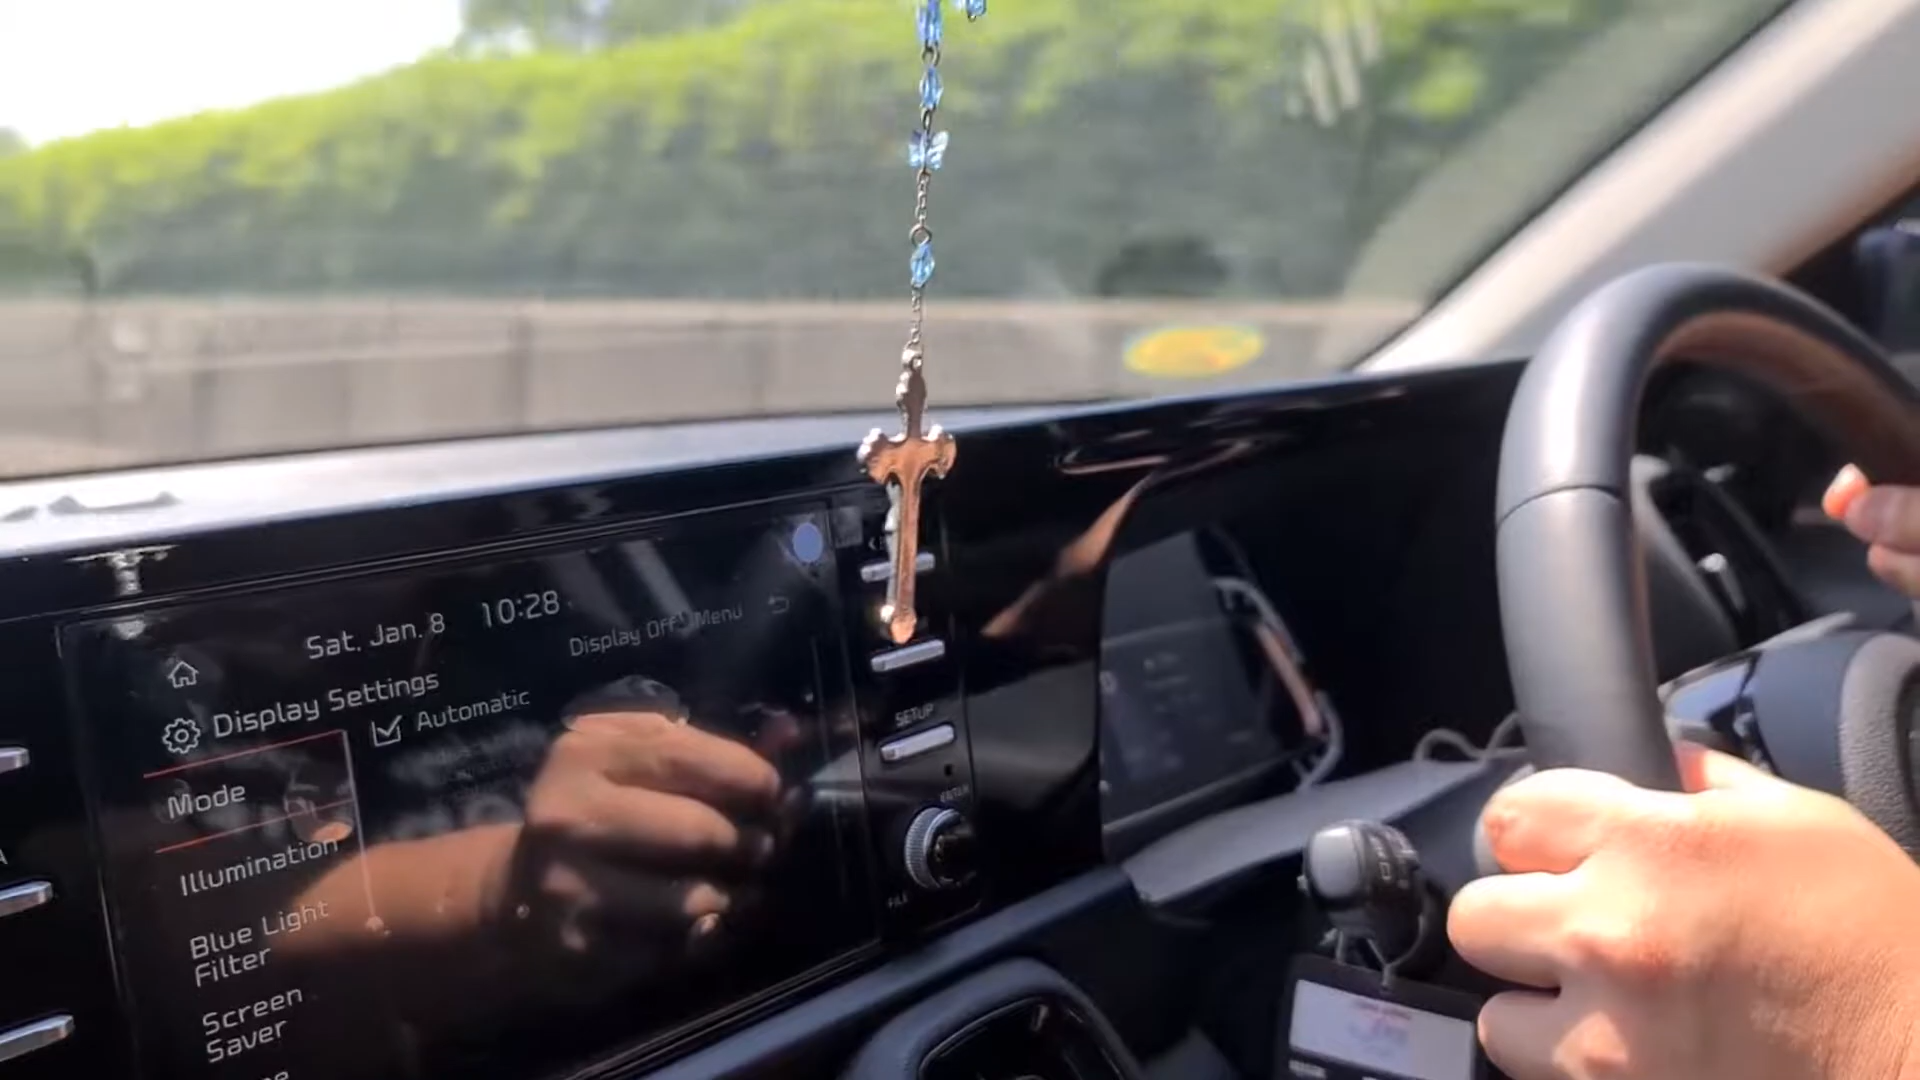 Sat. Jan. 8 10:28
Display Off Menu
Display Settings
Automatic
Mode
Illumination
Blue Light
Filter
Screen
Saver
SETUP
ENTER
FILE